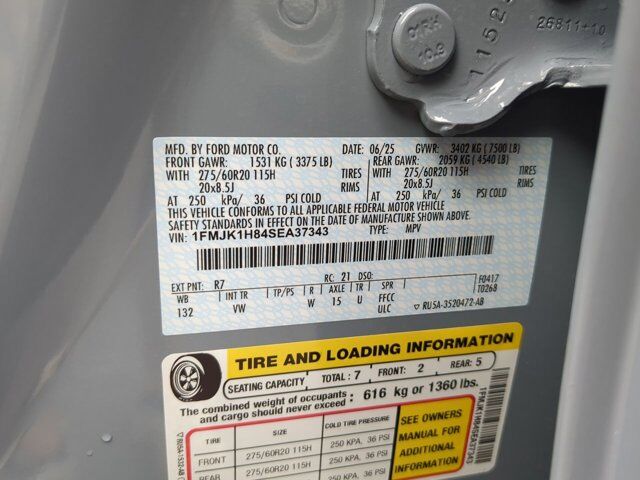 01RH
10.9
1152
26811+10
MFD. BY FORD MOTOR CO. DATE: 06/25 GVWR: 3402 KG ( 7500 LB)
FRONT GAWR: 1531 KG ( 3375 LB) REAR GAWR: 2059 KG ( 4540 LB)
WITH 275/60R20 115H TIRES WITH 275/60R20 115H TIRES
20x8.5J RIMS 20x8.5J RIMS
AT 250 kPa/ 36 PSI COLD AT 250 kPa/ 36 PSI COLD
THIS VEHICLE CONFORMS TO ALL APPLICABLE FEDERAL MOTOR VEHICLE
SAFETY STANDARDS IN EFFECT ON THE DATE OF MANUFACTURE SHOWN ABOVE.
VIN: 1FMJK1H84SEA37343 TYPE: MPV
EXT PNT: R7 RC: 21 DSO: F0417
WB INT TR TP/PS R AXLE TR SPR T0268
132 VW W 15 U FFCC
ULC ▽ RU5A-3520472-AB
TIRE AND LOADING INFORMATION
SEATING CAPACITY TOTAL: 7 FRONT: 2 REAR: 5
The combined weight of occupants and cargo should never exceed : 616 kg or 1360 lbs.
TIRE SIZE COLD TIRE PRESSURE
FRONT 275/60R20 115H 250 KPA, 36 PSI
REAR 275/60R20 115H 250 KPA, 36 PSI
SEE OWNERS
MANUAL FOR
ADDITIONAL
INFORMATION
1FMJK1H84SEA37343